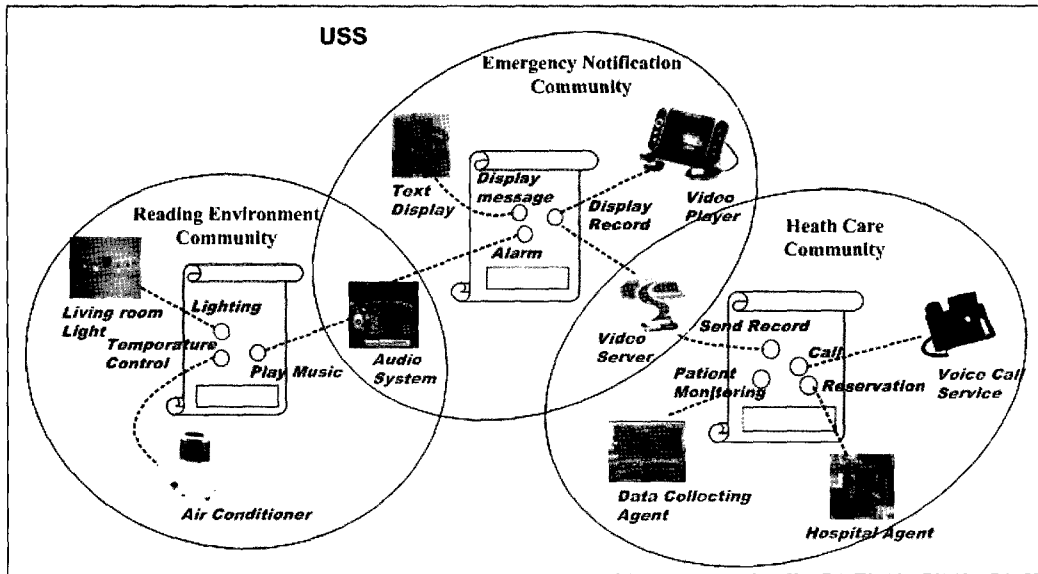 USS
Emergency Notification
Community
Text
Display
Display
message
Alarm
Display
Record
Video
Player
Reading Environment
Community
Living room
Light
Lighting
Temperature
Control
Play Music
Audio
System
Air Conditioner
Heath Care
Community
Video
Server
Send Record
Call
Patient
Monitoring
Reservation
Voice Call
Service
Data Collecting
Agent
Hospital Agent